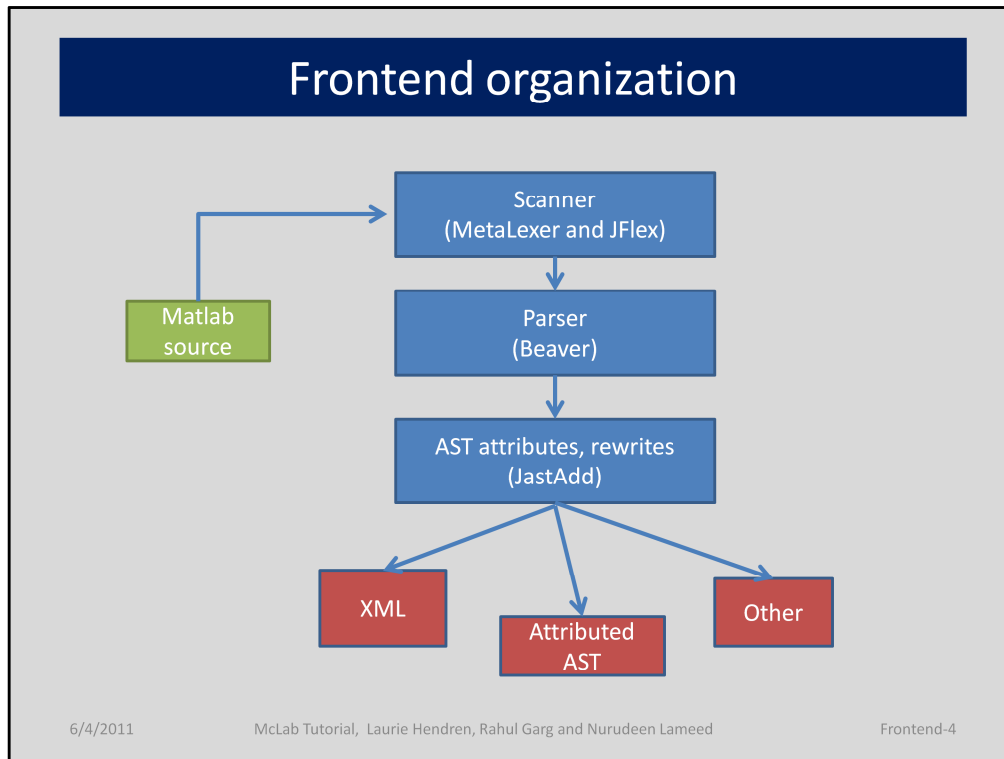 Frontend organization
Scanner
(MetaLexer and JFlex)
Matlab
source
Parser
(Beaver)
AST attributes, rewrites
(JastAdd)
XML
Attributed
AST
Other
6/4/2011
McLab Tutorial, Laurie Hendren, Rahul Garg and Nurudeen Lameed
Frontend-4